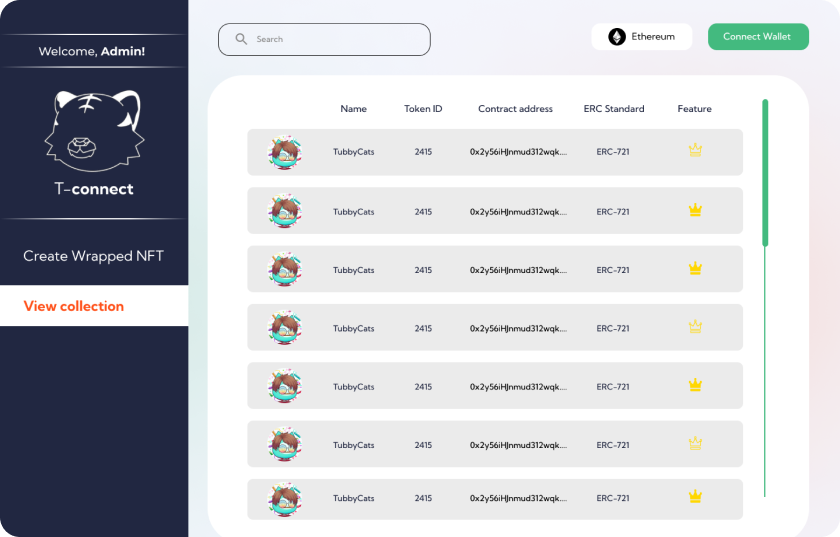 Welcome, Admin!
T-connect
Create Wrapped NFT
View collection
Search
Ethereum
Connect Wallet
Name Token ID Contract address ERC Standard Feature
TubbyCats 2415 0x2y56iHJnmud312wqk.... ERC-721
TubbyCats 2415 0x2y56iHJnmud312wqk.... ERC-721
TubbyCats 2415 0x2y56iHJnmud312wqk.... ERC-721
TubbyCats 2415 0x2y56iHJnmud312wqk.... ERC-721
TubbyCats 2415 0x2y56iHJnmud312wqk.... ERC-721
TubbyCats 2415 0x2y56iHJnmud312wqk.... ERC-721
TubbyCats 2415 0x2y56iHJnmud312wqk.... ERC-721